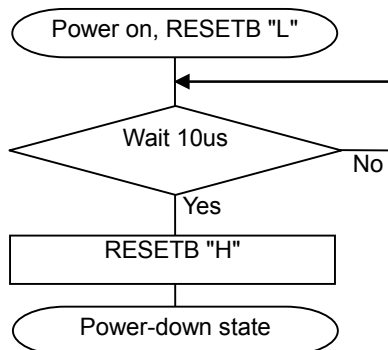 Power on, RESETB "L"
Wait 10us
No
Yes
RESETB "H"
Power-down state